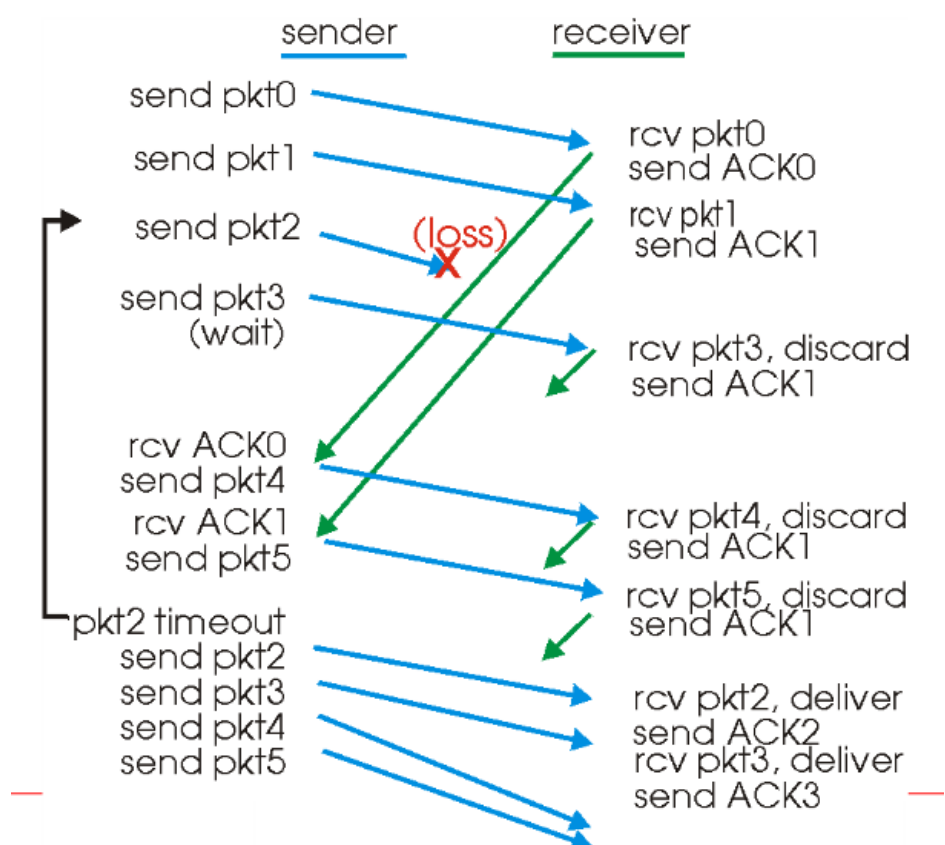 sender
receiver
send pkt0
rcv pkt0
send ACK0
send pkt1
rcv pkt1
send ACK1
send pkt2
(loss)
X
send pkt3
(wait)
rcv pkt3, discard
send ACK1
rcv ACK0
send pkt4
rcv ACK1
send pkt5
rcv pkt4, discard
send ACK1
rcv pkt5, discard
send ACK1
pkt2 timeout
send pkt2
send pkt3
send pkt4
send pkt5
rcv pkt2, deliver
send ACK2
rcv pkt3, deliver
send ACK3